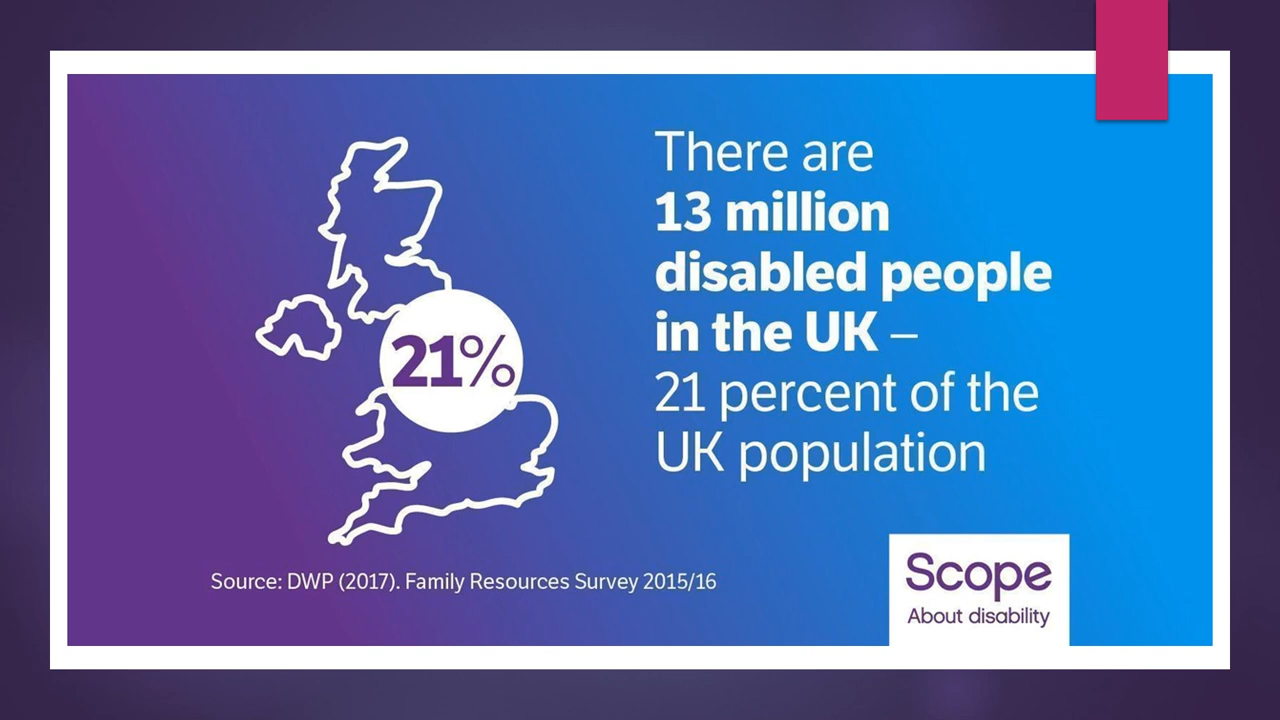 There are
13 million
disabled people
in the UK –
21 percent of the
UK population
21%
Source: DWP (2017). Family Resources Survey 2015/16
Scope
About disability